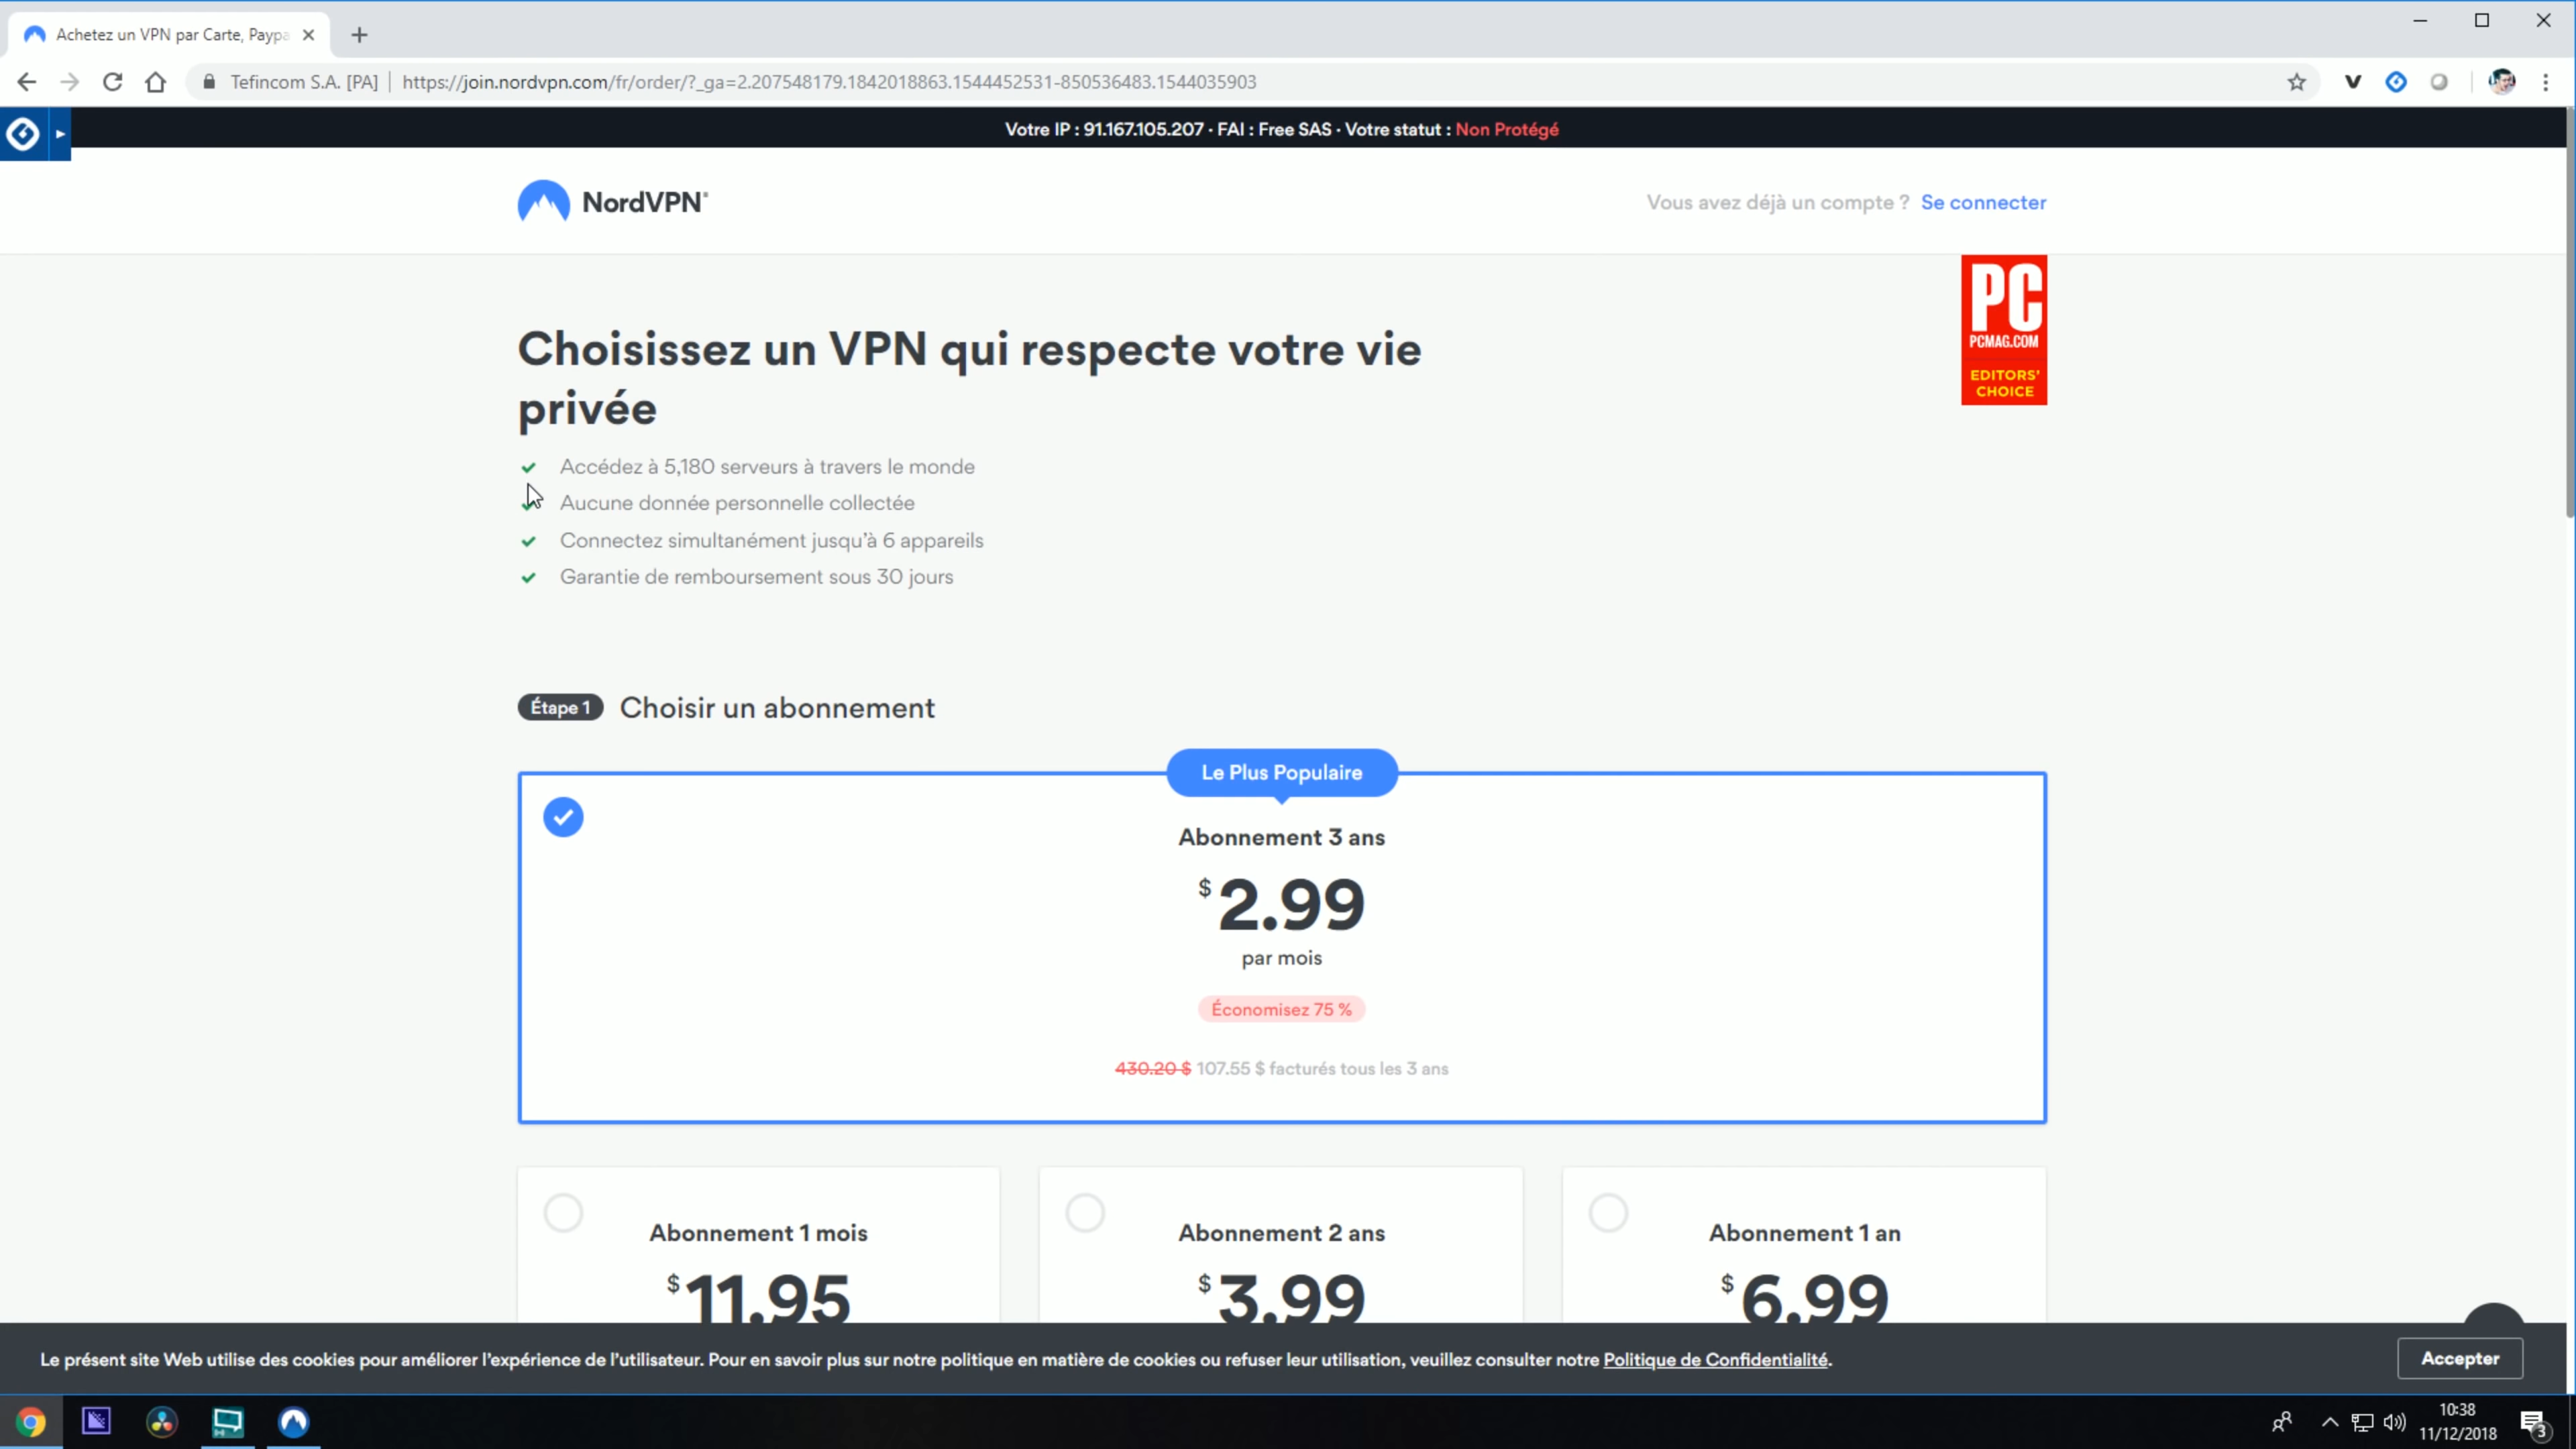 Achetez un VPN par Carte, Paypa
Tefincom S.A. [PA] | https://join.nordvpn.com/fr/order/?_ga=2.207548179.1842018863.1544452531-850536483.1544035903
Votre IP : 91.167.105.207 · FAI : Free SAS · Votre statut : Non Protégé
NordVPN®
Vous avez déjà un compte ? Se connecter
PC
PCMAG.COM
EDITORS'
CHOICE
Choisissez un VPN qui respecte votre vie
privée
Accédez à 5,180 serveurs à travers le monde
Aucune donnée personnelle collectée
Connectez simultanément jusqu'à 6 appareils
Garantie de remboursement sous 30 jours
Étape 1 Choisir un abonnement
Le Plus Populaire
Abonnement 3 ans
$2.99
par mois
Économisez 75 %
430.20 $ 107.55 $ facturés tous les 3 ans
Abonnement 1 mois
$11.95
Abonnement 2 ans
$3.99
Abonnement 1 an
$6.99
Le présent site Web utilise des cookies pour améliorer l'expérience de l'utilisateur. Pour en savoir plus sur notre politique en matière de cookies ou refuser leur utilisation, veuillez consulter notre Politique de Confidentialité.
Accepter
10:38
11/12/2018
3